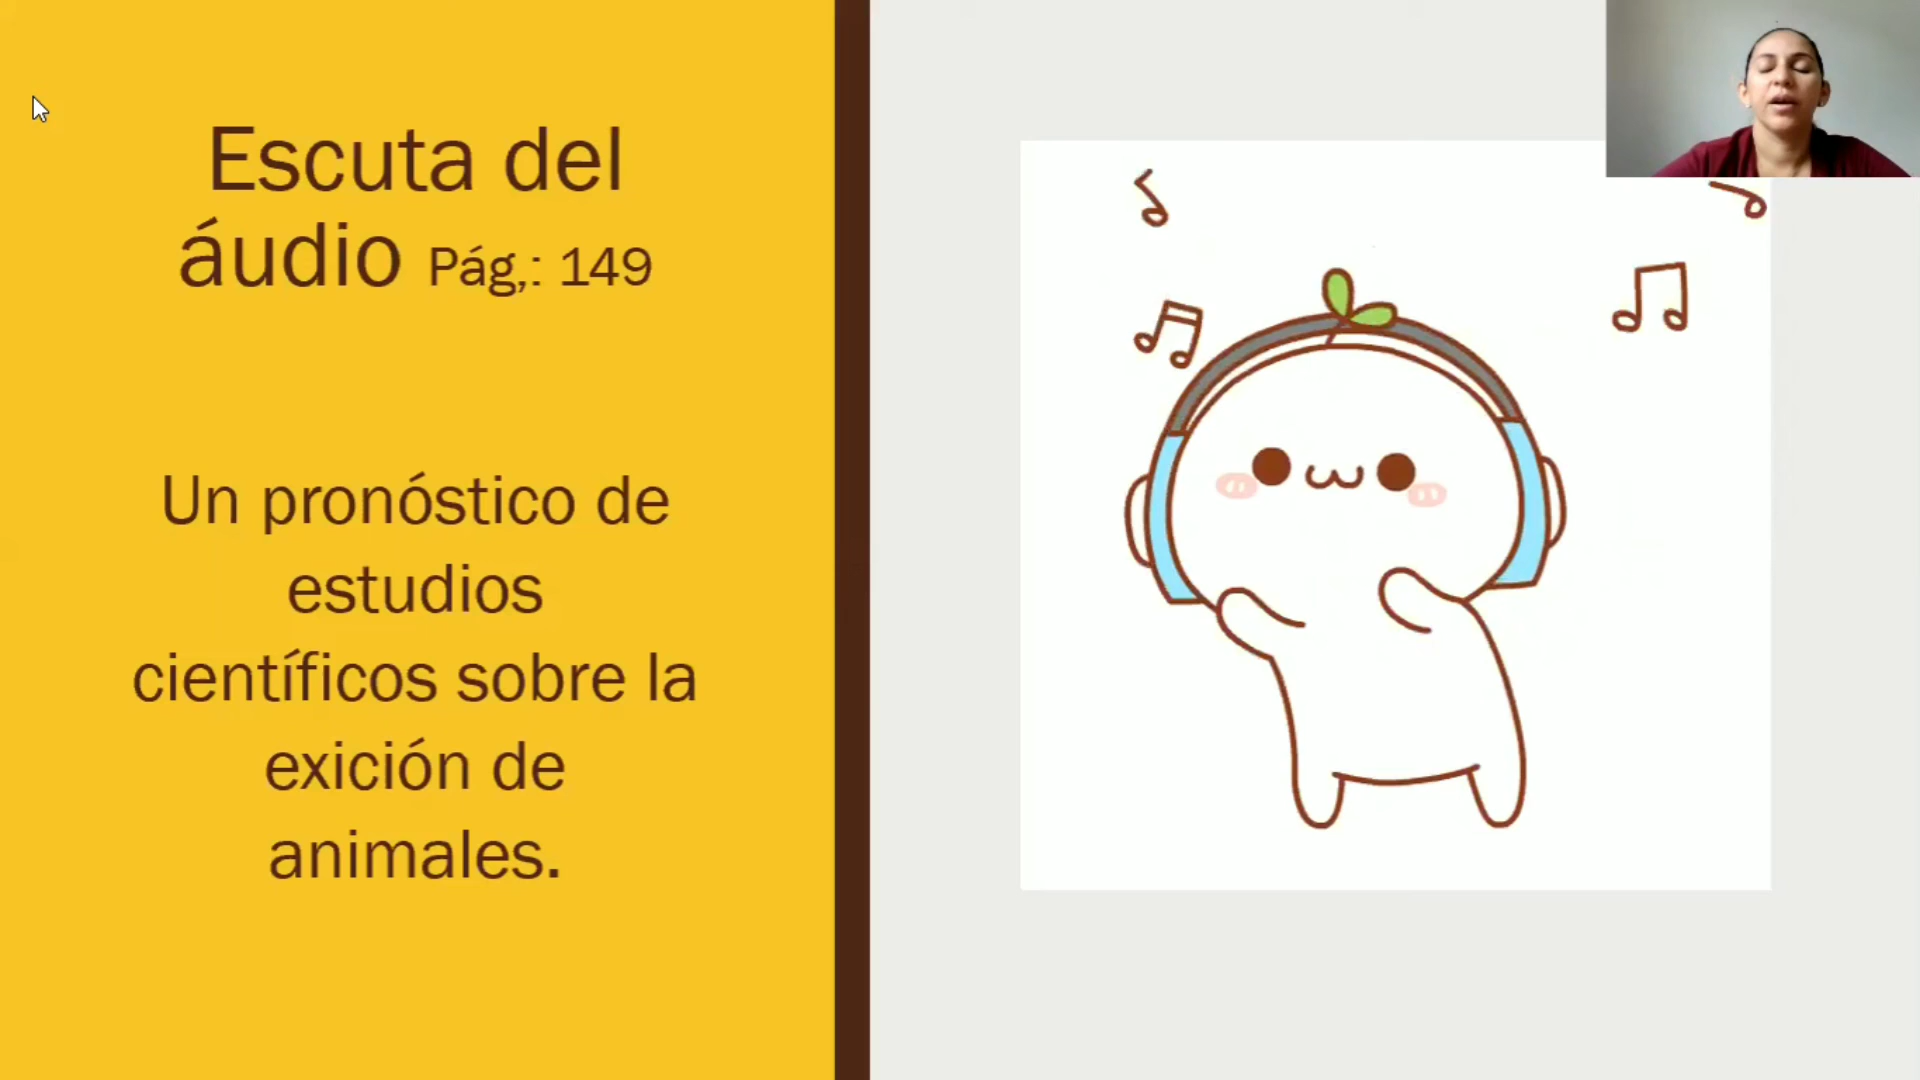 Escuta del
áudio Pág,: 149
Un pronóstico de
estudios
científicos sobre la
exición de
animales.